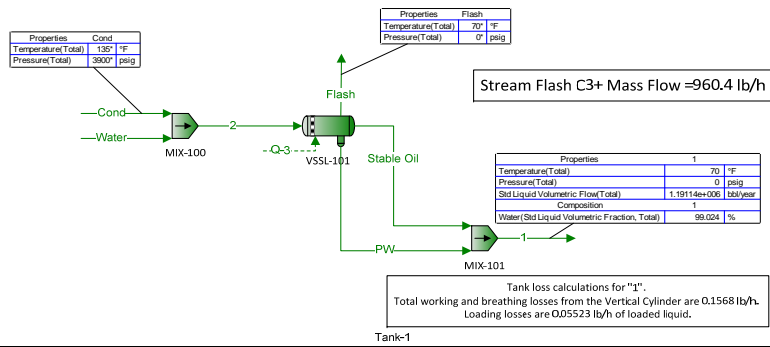 Properties Flash
Temperature(Total) 70* °F
Pressure(Total) 0* psig
Properties Cond
Temperature(Total) 135* °F
Pressure(Total) 3900* psig
Stream Flash C3+ Mass Flow =960.4 lb/h
Flash
Cond
Water
2
MIX-100
Q-3
VSSL-101
Stable Oil
Properties 1
Temperature(Total) 70 °F
Pressure(Total) 0 psig
Std Liquid Volumetric Flow(Total) 1.19114e+006 bbl/year
Composition 1
Water(Std Liquid Volumetric Fraction, Total) 99.024 %
PW
1
MIX-101
Tank loss calculations for "1".
Total working and breathing losses from the Vertical Cylinder are 0.1568 lb/h.
Loading losses are 0.05523 lb/h of loaded liquid.
Tank-1